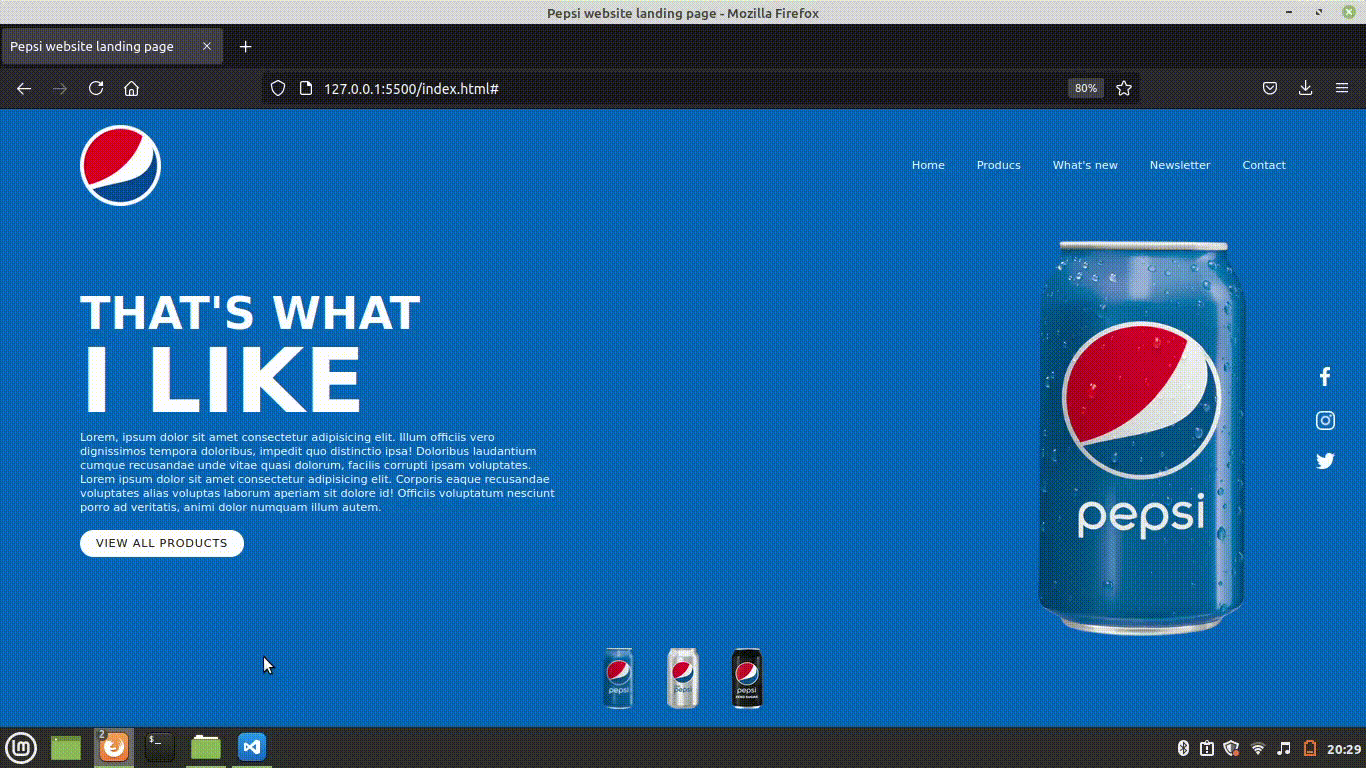 Pepsi website landing page - Mozilla Firefox
Pepsi website landing page
127.0.0.1:5500/index.html#
80%
Home
Producs
What's new
Newsletter
Contact
THAT'S WHAT
I LIKE
Lorem, ipsum dolor sit amet consectetur adipisicing elit. Illum officiis vero
dignissimos tempora doloribus, impedit quo distinctio ipsa! Doloribus laudantium
cumque recusandae unde vitae quasi dolorum, facilis corrupti ipsam voluptates.
Lorem ipsum dolor sit amet consectetur adipisicing elit. Corporis eaque recusandae
voluptates alias voluptas laborum aperiam sit dolore id! Officiis voluptatum nesciunt
porro ad veritatis, animi dolor numquam illum autem.
VIEW ALL PRODUCTS
pepsi
pepsi
pepsi
pepsi
ZERO SUGAR
2
$_
20:29